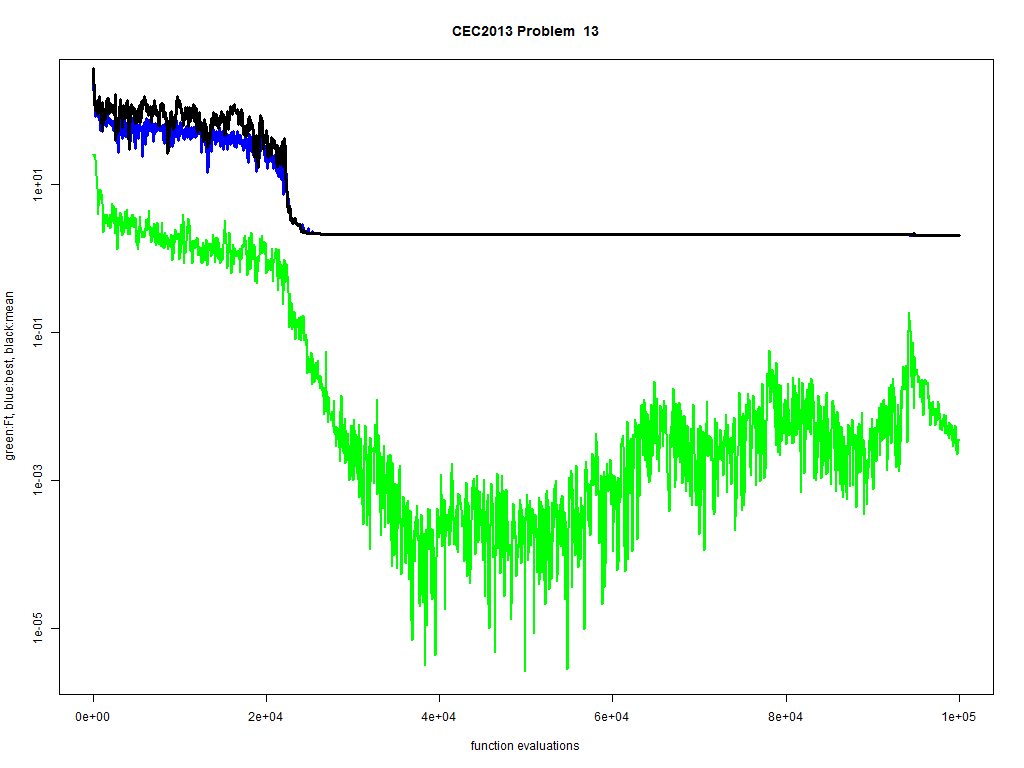 CEC2013 Problem  13
green:Ft, blue:best, black:mean
1e+01
1e-01
1e-03
1e-05
0e+00
2e+04
4e+04
6e+04
8e+04
1e+05
function evaluations